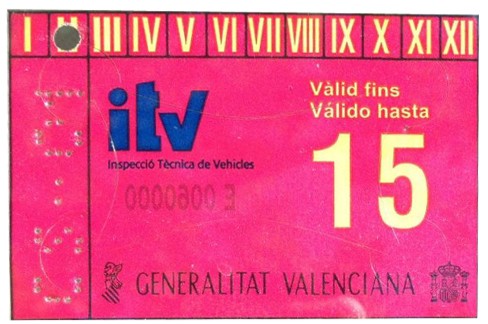 I II III IV V VI VII VIII IX X XI XII
itv
Inspecció Tècnica de Vehicles
Vàlid fins
Válido hasta
15
GENERALITAT VALENCIANA